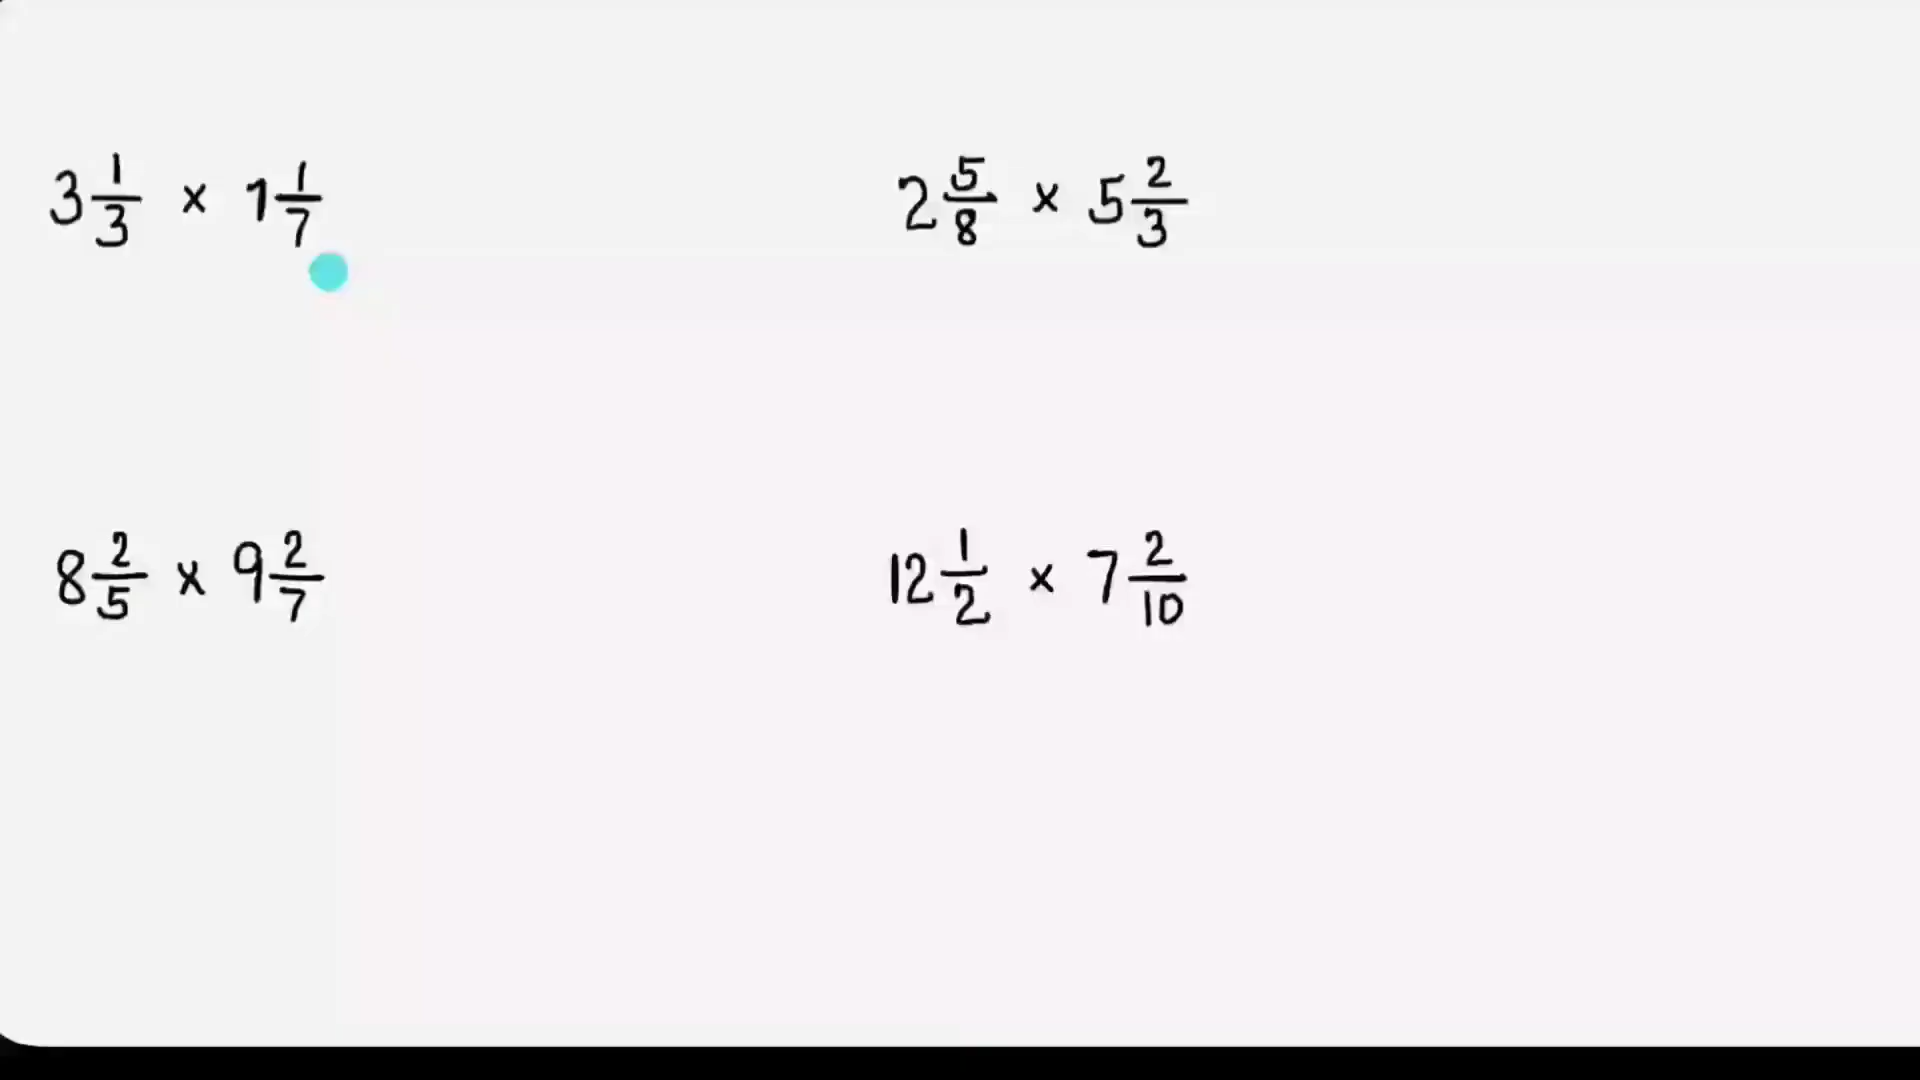 3 1/3 × 1 1/7
2 5/8 × 5 2/3
8 2/5 × 9 2/7
12 1/2 × 7 2/10